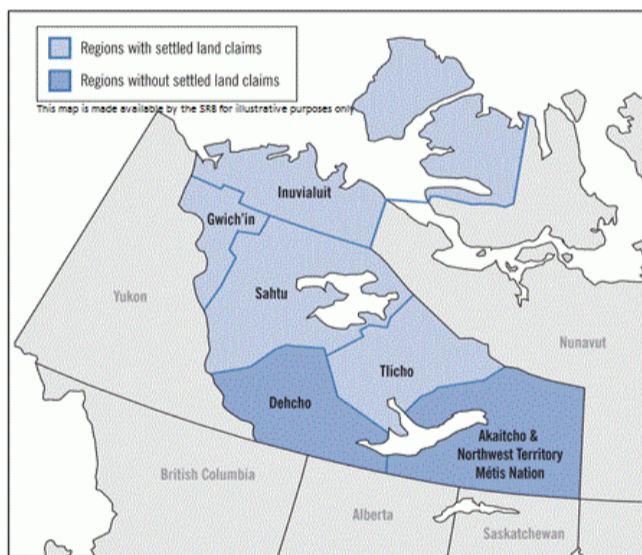 Regions with settled land claims
Regions without settled land claims
This map is made available by the SRB for illustrative purposes only
Inuvialuit
Gwich'in
Yukon
Sahtu
Nunavut
Tlicho
Dehcho
Akaitcho &
Northwest Territory
Métis Nation
British Columbia
Alberta
Saskatchewan